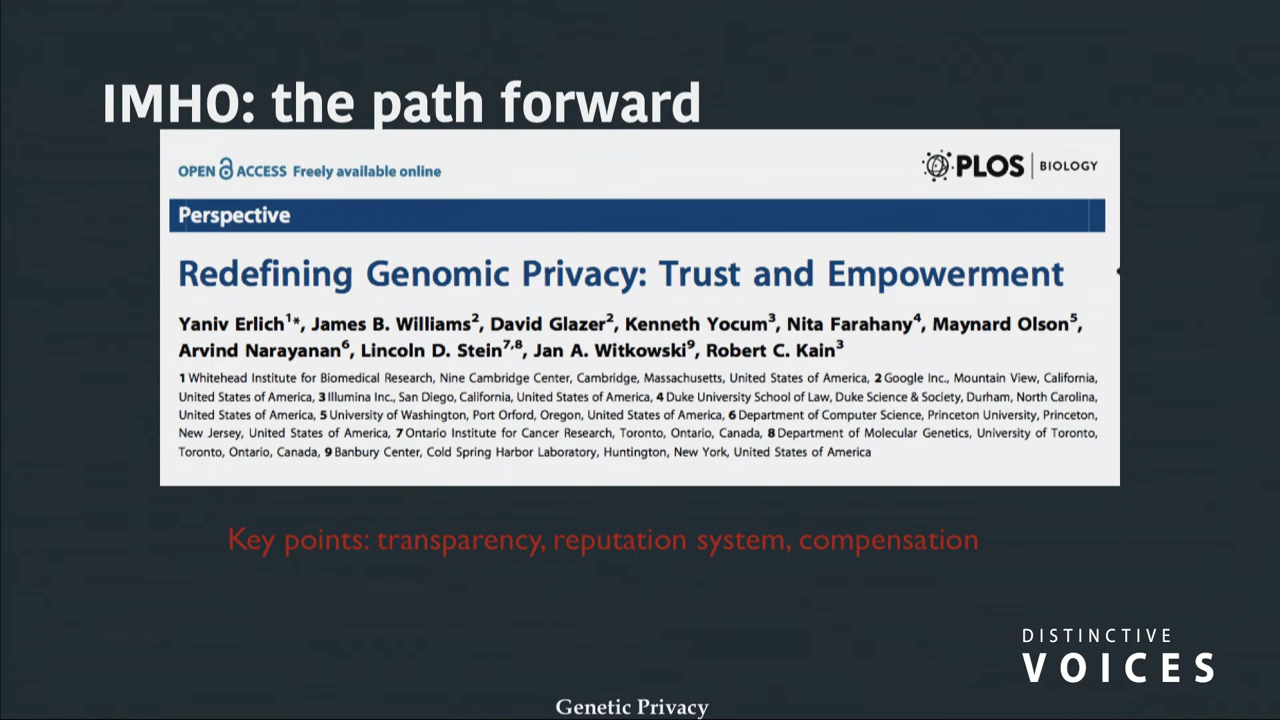 IMHO: the path forward
OPEN ACCESS Freely available online
PLOS | BIOLOGY
Perspective
Redefining Genomic Privacy: Trust and Empowerment
Yaniv Erlich1*, James B. Williams2, David Glazer2, Kenneth Yocum3, Nita Farahany4, Maynard Olson5,
Arvind Narayanan6, Lincoln D. Stein7,8, Jan A. Witkowski9, Robert C. Kain3
1 Whitehead Institute for Biomedical Research, Nine Cambridge Center, Cambridge, Massachusetts, United States of America, 2 Google Inc., Mountain View, California,
United States of America, 3 Illumina Inc., San Diego, California, United States of America, 4 Duke University School of Law, Duke Science & Society, Durham, North Carolina,
United States of America, 5 University of Washington, Port Orford, Oregon, United States of America, 6 Department of Computer Science, Princeton University, Princeton,
New Jersey, United States of America, 7 Ontario Institute for Cancer Research, Toronto, Ontario, Canada, 8 Department of Molecular Genetics, University of Toronto,
Toronto, Ontario, Canada, 9 Banbury Center, Cold Spring Harbor Laboratory, Huntington, New York, United States of America
Key points: transparency, reputation system, compensation
DISTINCTIVE
VOICES
Genetic Privacy